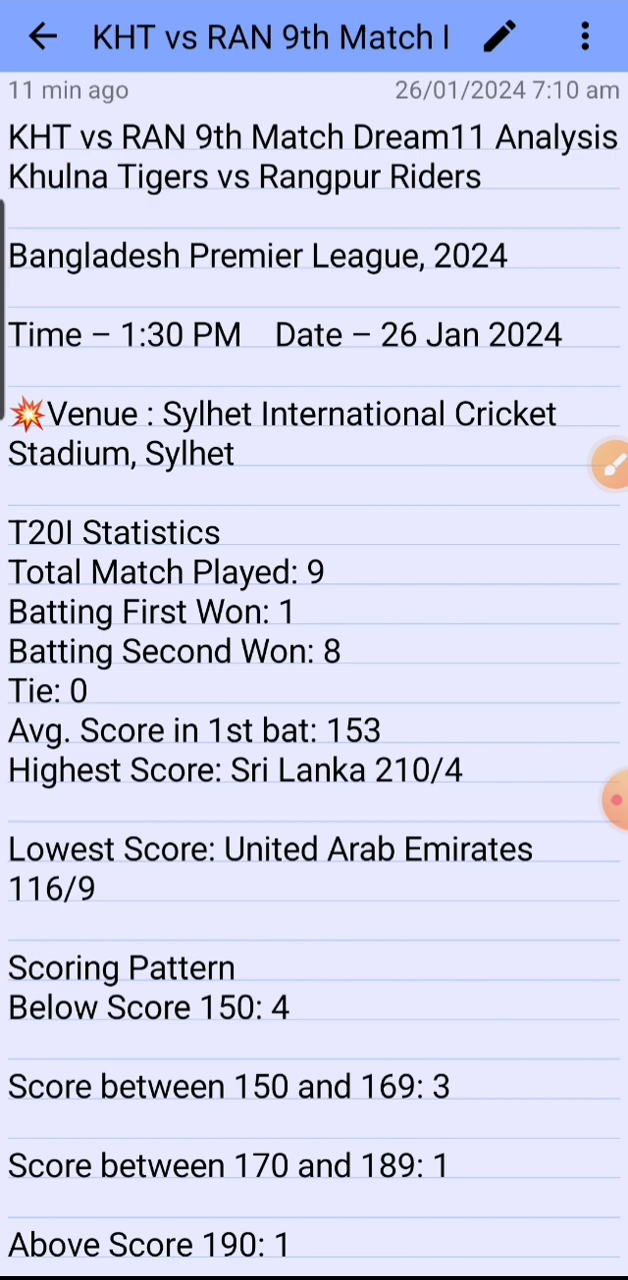 KHT vs RAN 9th Match I
11 min ago
26/01/2024 7:10 am
KHT vs RAN 9th Match Dream11 Analysis
Khulna Tigers vs Rangpur Riders
Bangladesh Premier League, 2024
Time – 1:30 PM Date – 26 Jan 2024
💥Venue : Sylhet International Cricket
Stadium, Sylhet
T20I Statistics
Total Match Played: 9
Batting First Won: 1
Batting Second Won: 8
Tie: 0
Avg. Score in 1st bat: 153
Highest Score: Sri Lanka 210/4
Lowest Score: United Arab Emirates
116/9
Scoring Pattern
Below Score 150: 4
Score between 150 and 169: 3
Score between 170 and 189: 1
Above Score 190: 1